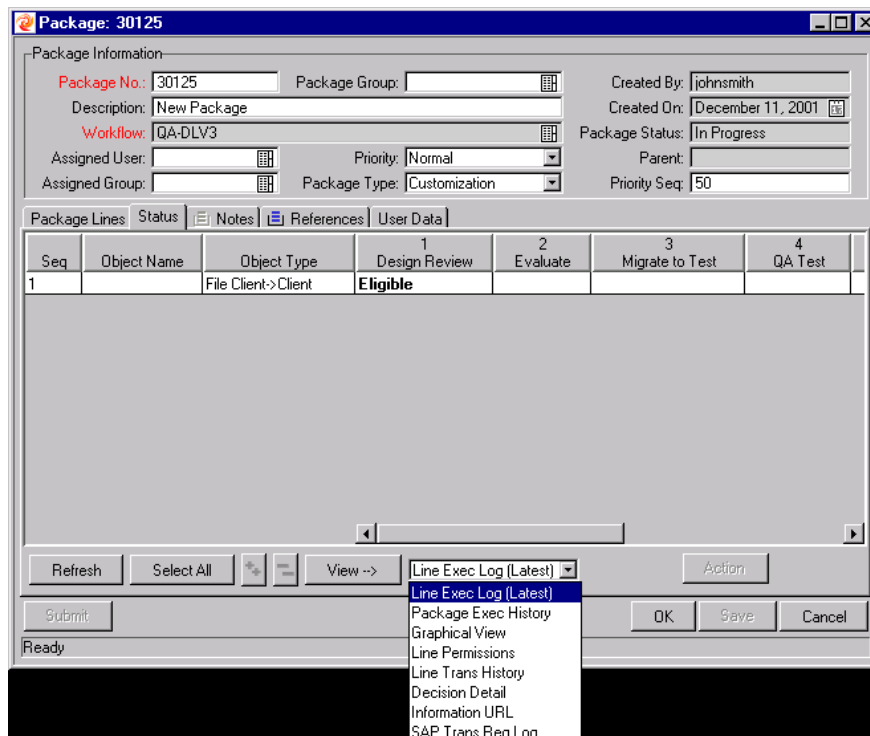 Package: 30125
Package Information
Package No.: 30125 Package Group: Created By: johnsmith
Description: New Package Created On: December 11, 2001
Workflow: QA-DLV3 Package Status: In Progress
Assigned User: Priority: Normal Parent:
Assigned Group: Package Type: Customization Priority Seq: 50
Package Lines Status Notes References User Data
1 2 3 4
Seq Object Name Object Type Design Review Evaluate Migrate to Test QA Test
1 File Client->Client Eligible
Refresh Select All View --> Line Exec Log (Latest) Action
Line Exec Log (Latest)
Submit Package Exec History OK Save Cancel
Graphical View
Ready Line Permissions
Line Trans History
Decision Detail
Information URL
SAP Trans Req Log